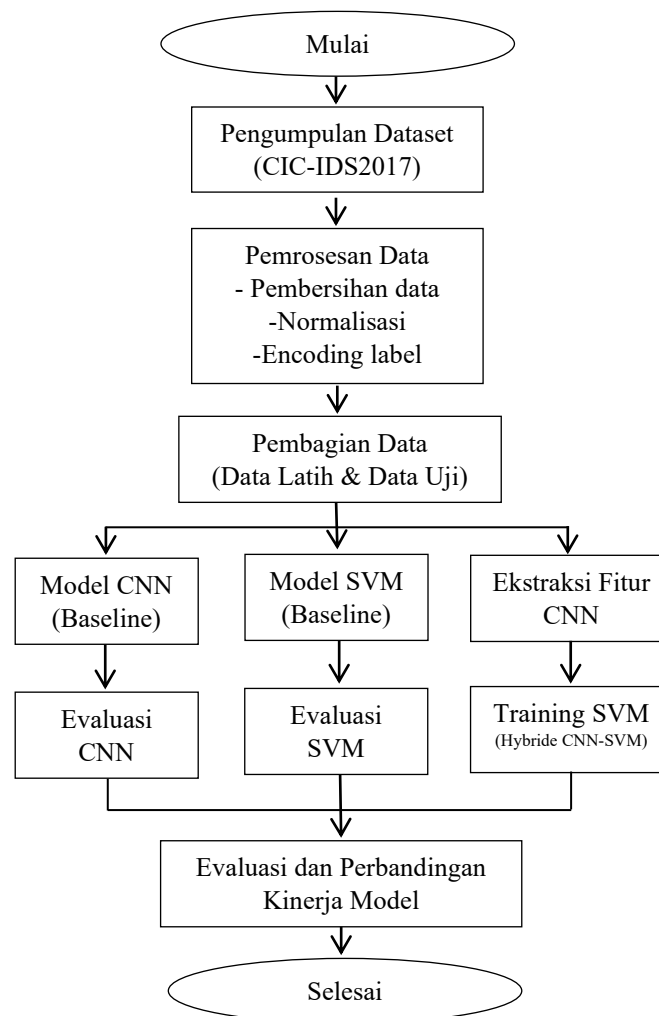 Mulai
Pengumpulan Dataset
(CIC-IDS2017)
Pemrosesan Data
- Pembersihan data
-Normalisasi
-Encoding label
Pembagian Data
(Data Latih & Data Uji)
Model CNN
(Baseline)
Model SVM
(Baseline)
Ekstraksi Fitur
CNN
Evaluasi
CNN
Evaluasi
SVM
Training SVM
(Hybride CNN-SVM)
Evaluasi dan Perbandingan
Kinerja Model
Selesai